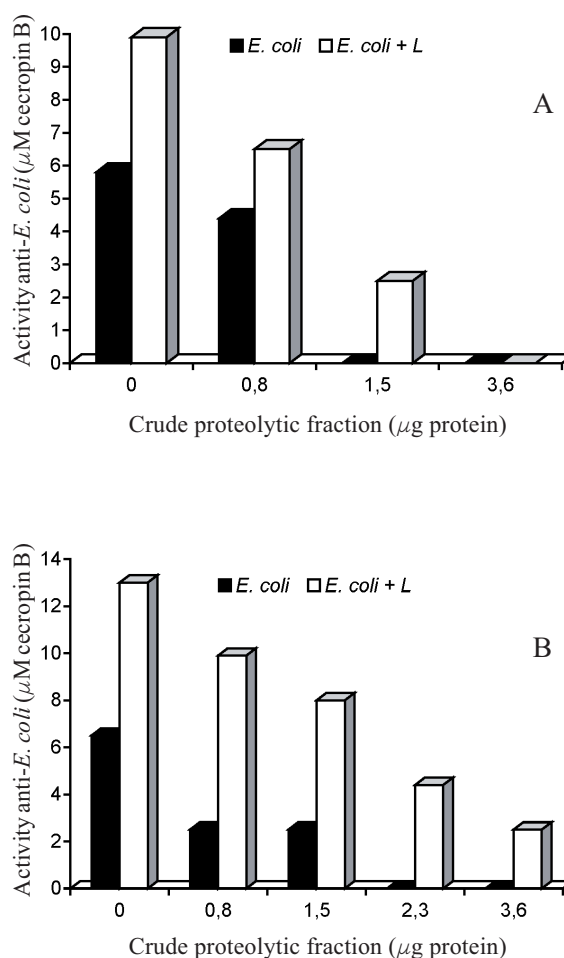 10
9
8
7
6
5
4
3
2
1
0
Activity anti-E. coli (μM cecropin B)
E. coli E. coli + L
A
0 0,8 1,5 3,6
Crude proteolytic fraction (μg protein)
14
12
10
8
6
4
2
0
Activity anti-E. coli (μM cecropin B)
E. coli E. coli + L
B
0 0,8 1,5 2,3 3,6
Crude proteolytic fraction (μg protein)